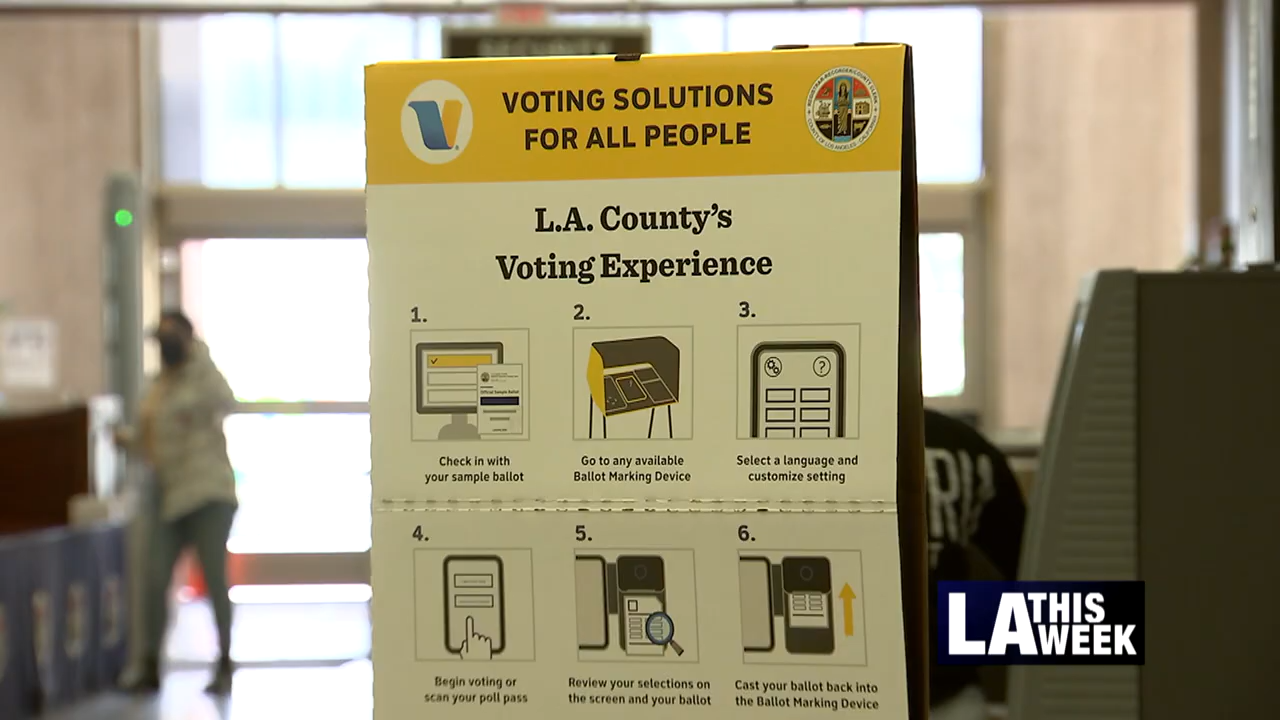 VOTING SOLUTIONS
FOR ALL PEOPLE
L.A. County's
Voting Experience
1.
2.
3.
Check in with
your sample ballot
Go to any available
Ballot Marking Device
Select a language and
customize setting
4.
5.
6.
Begin voting or
scan your poll pass
Review your selections on
the screen and your ballot
Cast your ballot back into
the Ballot Marking Device
LA THIS
WEEK